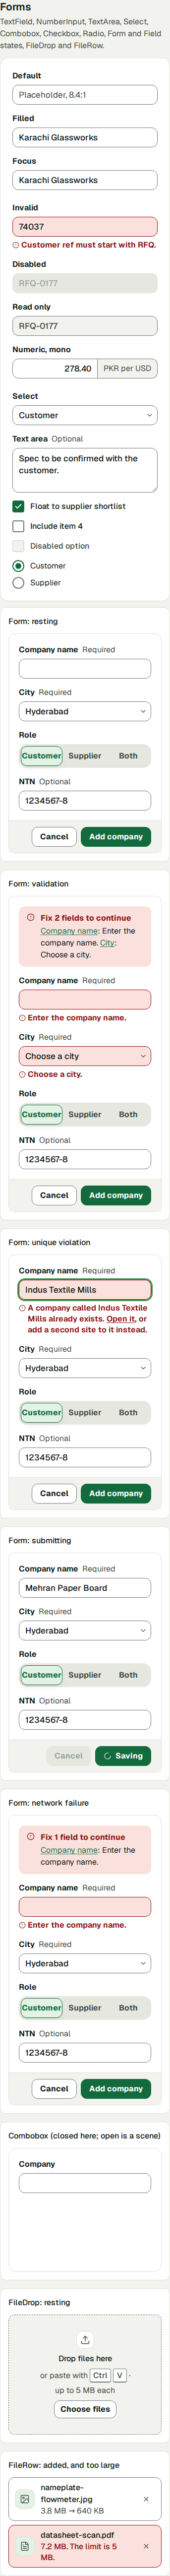 Forms
TextField, NumberInput, TextArea, Select,
Combobox, Checkbox, Radio, Form and Field
states, FileDrop and FileRow.
Default
Placeholder, 8.4:1
Filled
Karachi Glassworks
Focus
Karachi Glassworks
Invalid
74037
Customer ref must start with RFQ.
Disabled
RFQ-0177
Read only
RFQ-0177
Numeric, mono
278.40 PKR per USD
Select
Customer
Text area Optional
Spec to be confirmed with the
customer.
Float to supplier shortlist
Include item 4
Disabled option
Customer
Supplier
Form: resting
Company name Required
City Required
Hyderabad
Role
Customer Supplier Both
NTN Optional
1234567-8
Cancel Add company
Form: validation
Fix 2 fields to continue
Company name: Enter the
company name. City:
Choose a city.
Company name Required
Enter the company name.
City Required
Choose a city
Choose a city.
Role
Customer Supplier Both
NTN Optional
1234567-8
Cancel Add company
Form: unique violation
Company name Required
Indus Textile Mills
A company called Indus Textile
Mills already exists. Open it, or
add a second site to it instead.
City Required
Hyderabad
Role
Customer Supplier Both
NTN Optional
1234567-8
Cancel Add company
Form: submitting
Company name Required
Mehran Paper Board
City Required
Hyderabad
Role
Customer Supplier Both
NTN Optional
1234567-8
Cancel Saving
Form: network failure
Fix 1 field to continue
Company name: Enter the
company name.
Company name Required
Enter the company name.
City Required
Hyderabad
Role
Customer Supplier Both
NTN Optional
1234567-8
Cancel Add company
Combobox (closed here; open is a scene)
Company
FileDrop: resting
Drop files here
or paste with Ctrl V ·
up to 5 MB each
Choose files
FileRow: added, and too large
nameplate-
flowmeter.jpg
3.8 MB → 640 KB
datasheet-scan.pdf
7.2 MB. The limit is 5
MB.